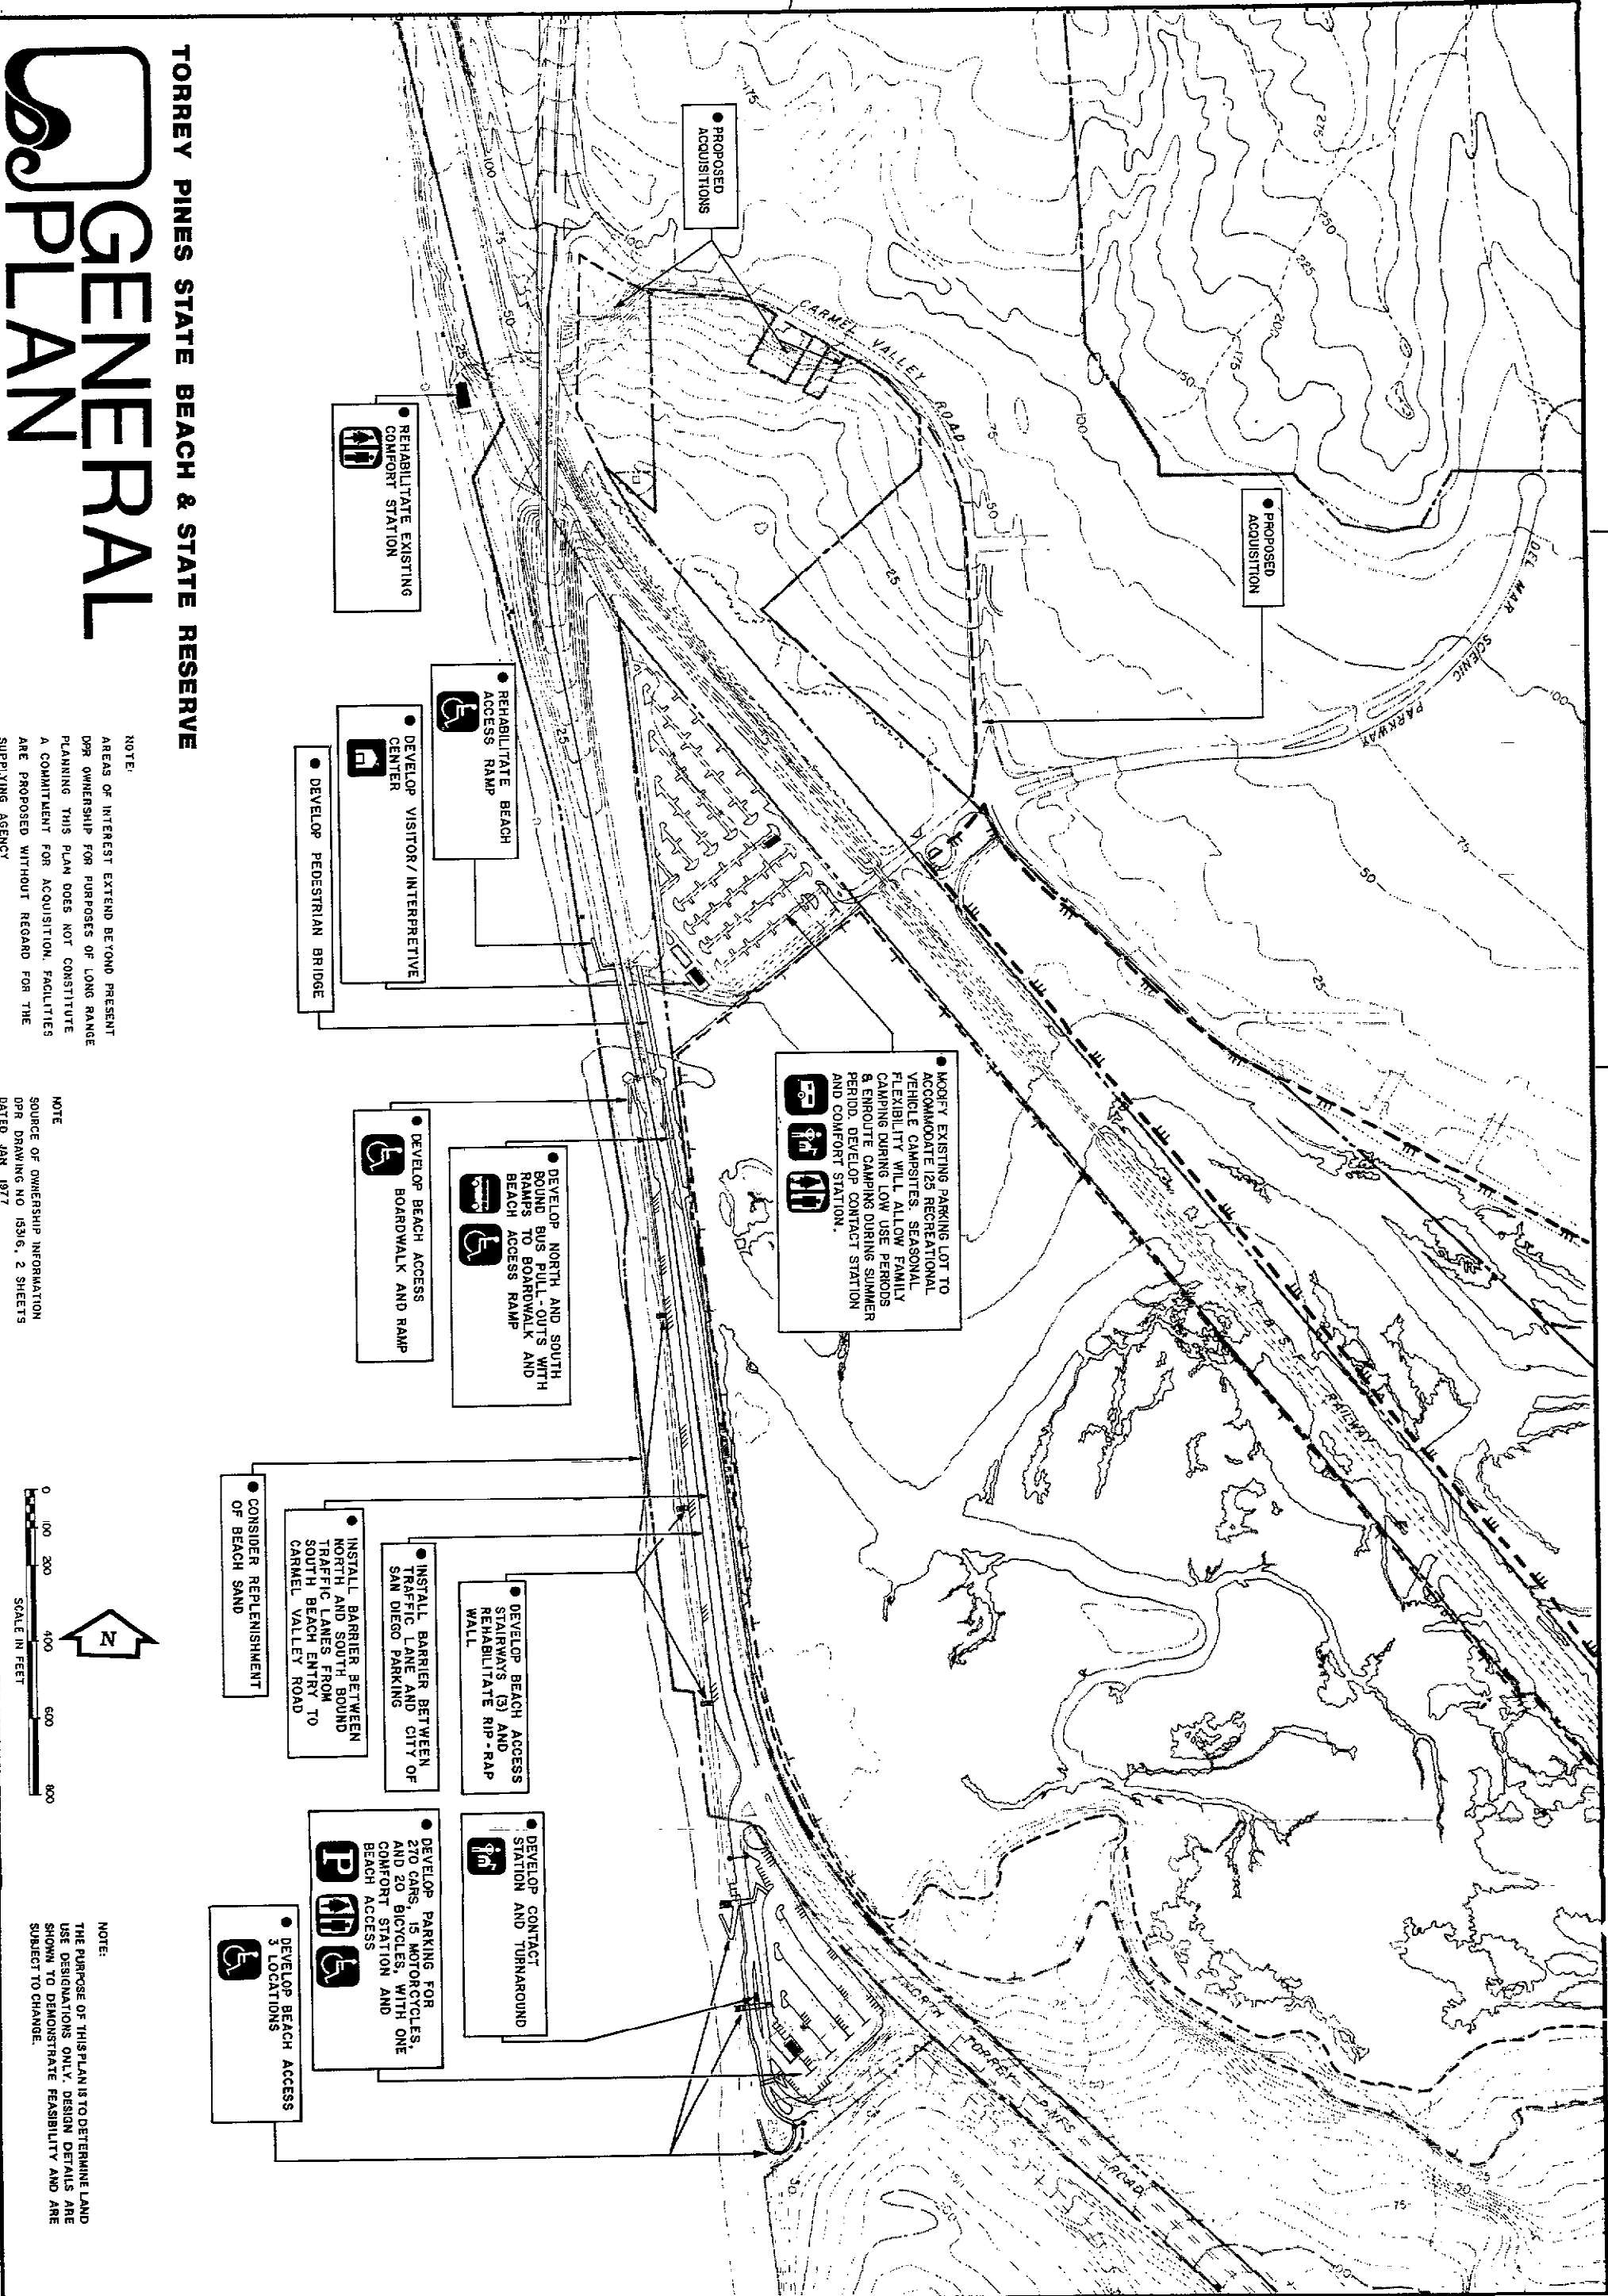 TORREY PINES STATE BEACH & STATE RESERVE
GENERAL
PLAN
NOTE:
AREAS OF INTEREST EXTEND BEYOND PRESENT
DPR OWNERSHIP FOR PURPOSES OF LONG RANGE
PLANNING THIS PLAN DOES NOT CONSTITUTE
A COMMITMENT FOR ACQUISITION. FACILITIES
ARE PROPOSED WITHOUT REGARD FOR THE
SUPPLYING AGENCY
NOTE
SOURCE OF OWNERSHIP INFORMATION
DPR DRAWING NO 15316, 2 SHEETS
DATED JAN 1977
0 100 200 400 600 800
SCALE IN FEET
N
NOTE:
THE PURPOSE OF THIS PLAN IS TO DETERMINE LAND
USE DESIGNATIONS ONLY. DESIGN DETAILS ARE
SHOWN TO DEMONSTRATE FEASIBILITY AND ARE
SUBJECT TO CHANGE.
● PROPOSED
ACQUISITIONS
● PROPOSED
ACQUISITION
● REHABILITATE EXISTING
COMFORT STATION
● REHABILITATE BEACH
ACCESS RAMP
● DEVELOP VISITOR/INTERPRETIVE
CENTER
● DEVELOP PEDESTRIAN BRIDGE
● MODIFY EXISTING PARKING LOT TO
ACCOMMODATE 125 RECREATIONAL
VEHICLE CAMPSITES. SEASONAL
FLEXIBILITY WILL ALLOW FAMILY
CAMPING DURING LOW USE PERIODS
& ENROUTE CAMPING DURING SUMMER
PERIOD. DEVELOP CONTACT STATION
AND COMFORT STATION.
● DEVELOP NORTH AND SOUTH
BOUND BUS PULL-OUTS WITH
RAMPS TO BOARDWALK AND
BEACH ACCESS RAMP
● DEVELOP BEACH ACCESS
BOARDWALK AND RAMP
● DEVELOP BEACH ACCESS
STAIRWAYS (3) AND
REHABILITATE RIP-RAP
WALL
● INSTALL BARRIER BETWEEN
TRAFFIC LANE AND CITY OF
SAN DIEGO PARKING
● INSTALL BARRIER BETWEEN
NORTH AND SOUTH BOUND
TRAFFIC LANES FROM
SOUTH BEACH ENTRY TO
CARMEL VALLEY ROAD
● CONSIDER REPLENISHMENT
OF BEACH SAND
● DEVELOP CONTACT
STATION AND TURNAROUND
● DEVELOP PARKING FOR
270 CARS, 15 MOTORCYCLES,
AND 20 BICYCLES, WITH ONE
COMFORT STATION AND
BEACH ACCESS
P
● DEVELOP BEACH ACCESS
3 LOCATIONS
CARMEL VALLEY ROAD
DEL MAR SCENIC PARKWAY
RAILWAY
NORTH TORREY PINES ROAD
275
250
225
200
175
150
100
75
50
25